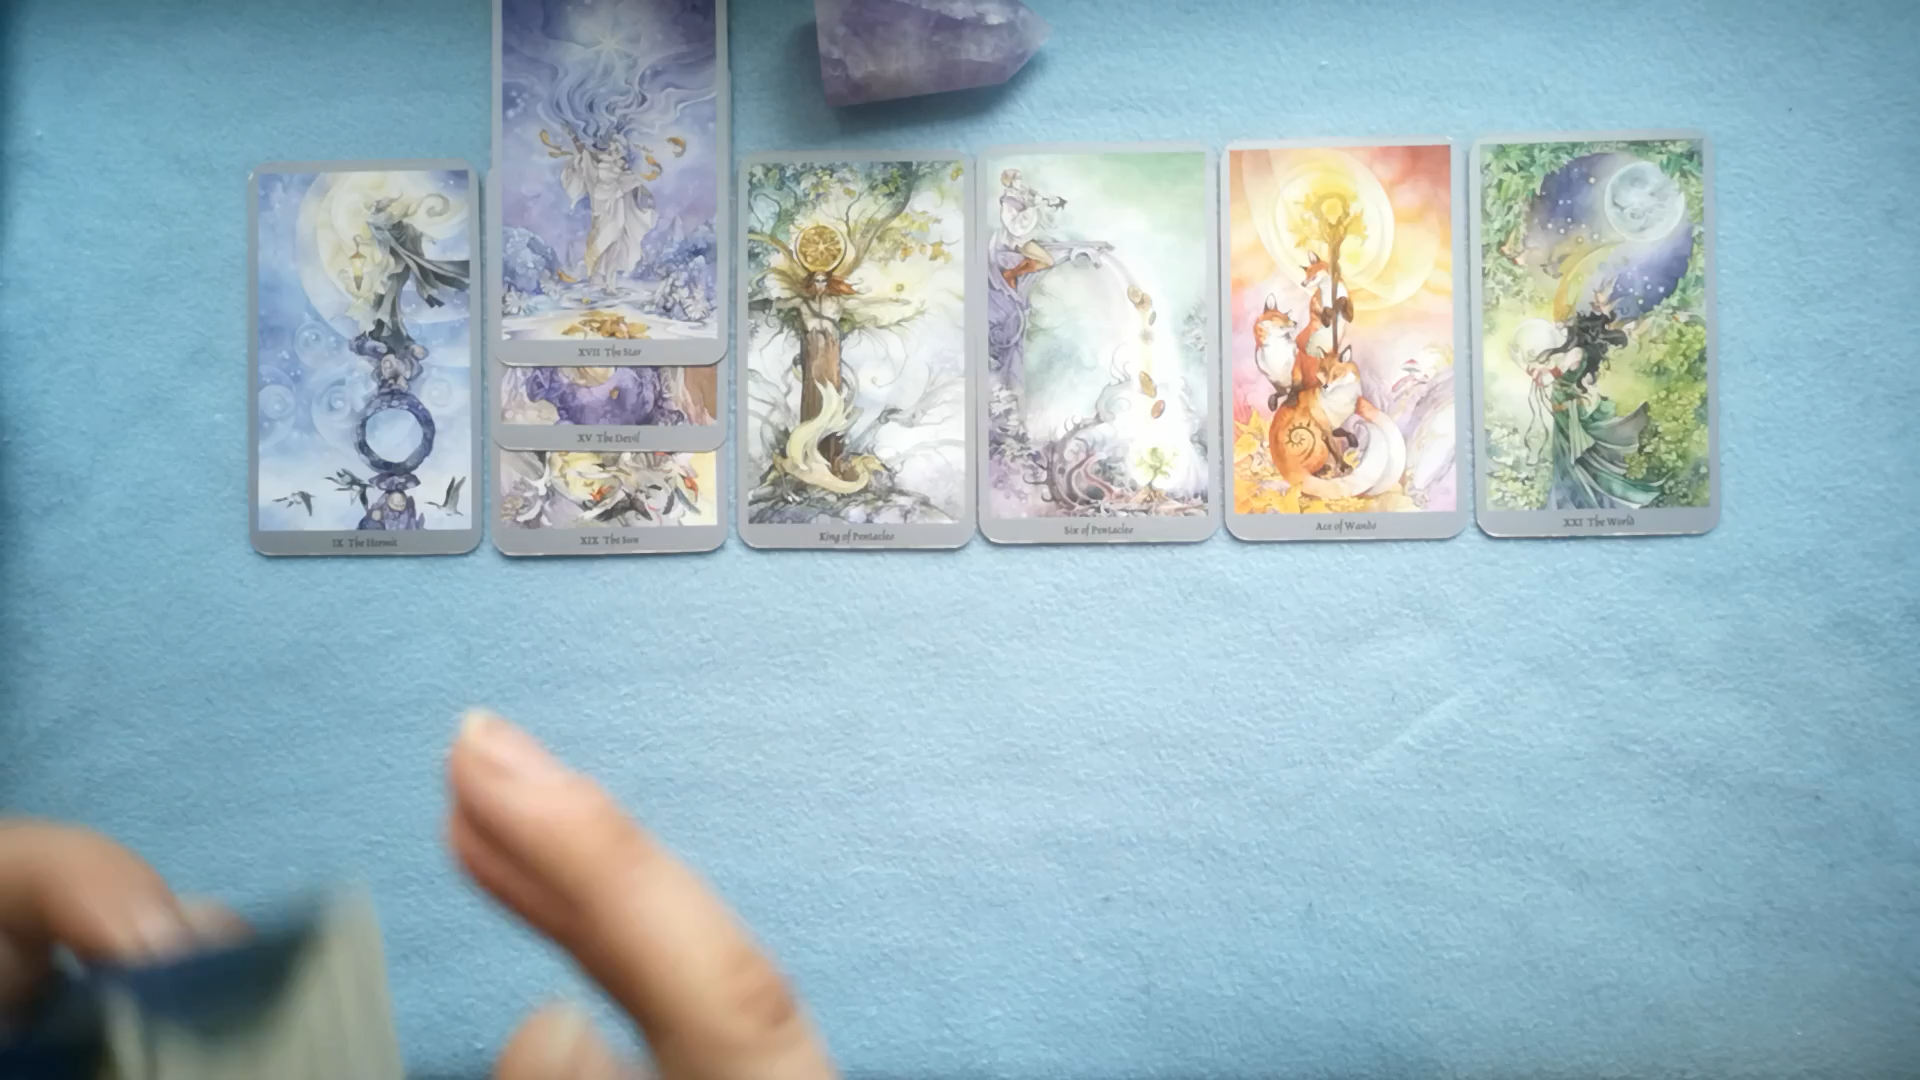 IX The Hermit
XVII The Star
XV The Devil
XIX The Sun
King of Pentacles
Six of Pentacles
Ace of Wands
XXI The World